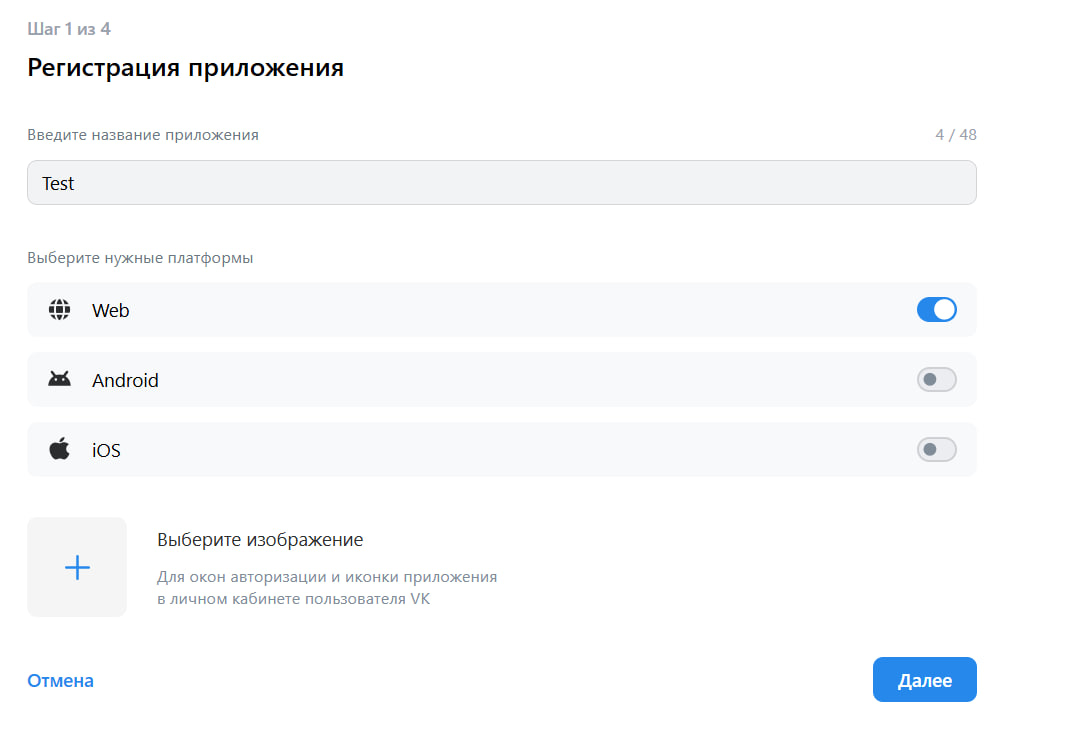 Шаг 1 из 4
Регистрация приложения
Введите название приложения 4 / 48
Test
Выберите нужные платформы
Web
Android
iOS
Выберите изображение
Для окон авторизации и иконки приложения
в личном кабинете пользователя VK
Отмена Далее